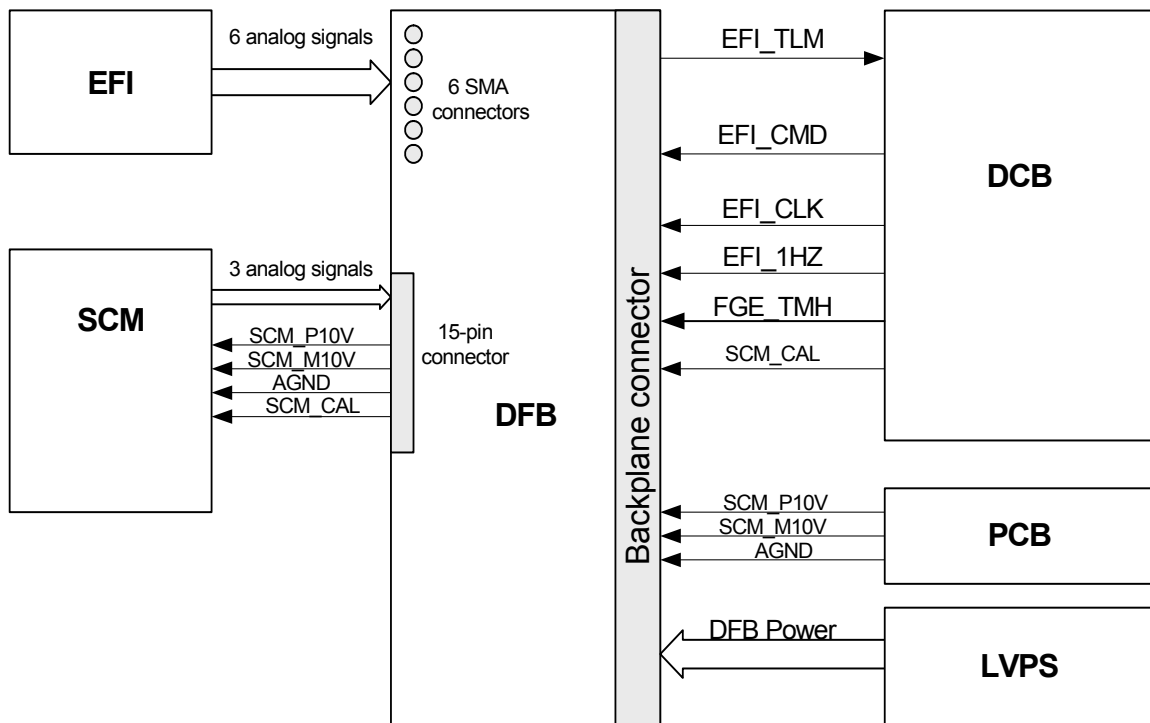 6 analog signals
EFI
6 SMA
connectors
3 analog signals
SCM
SCM_P10V
SCM_M10V
AGND
SCM_CAL
15-pin
connector
DFB
Backplane connector
EFI_TLM
EFI_CMD
EFI_CLK
EFI_1HZ
FGE_TMH
SCM_CAL
DCB
SCM_P10V
SCM_M10V
AGND
PCB
DFB Power
LVPS